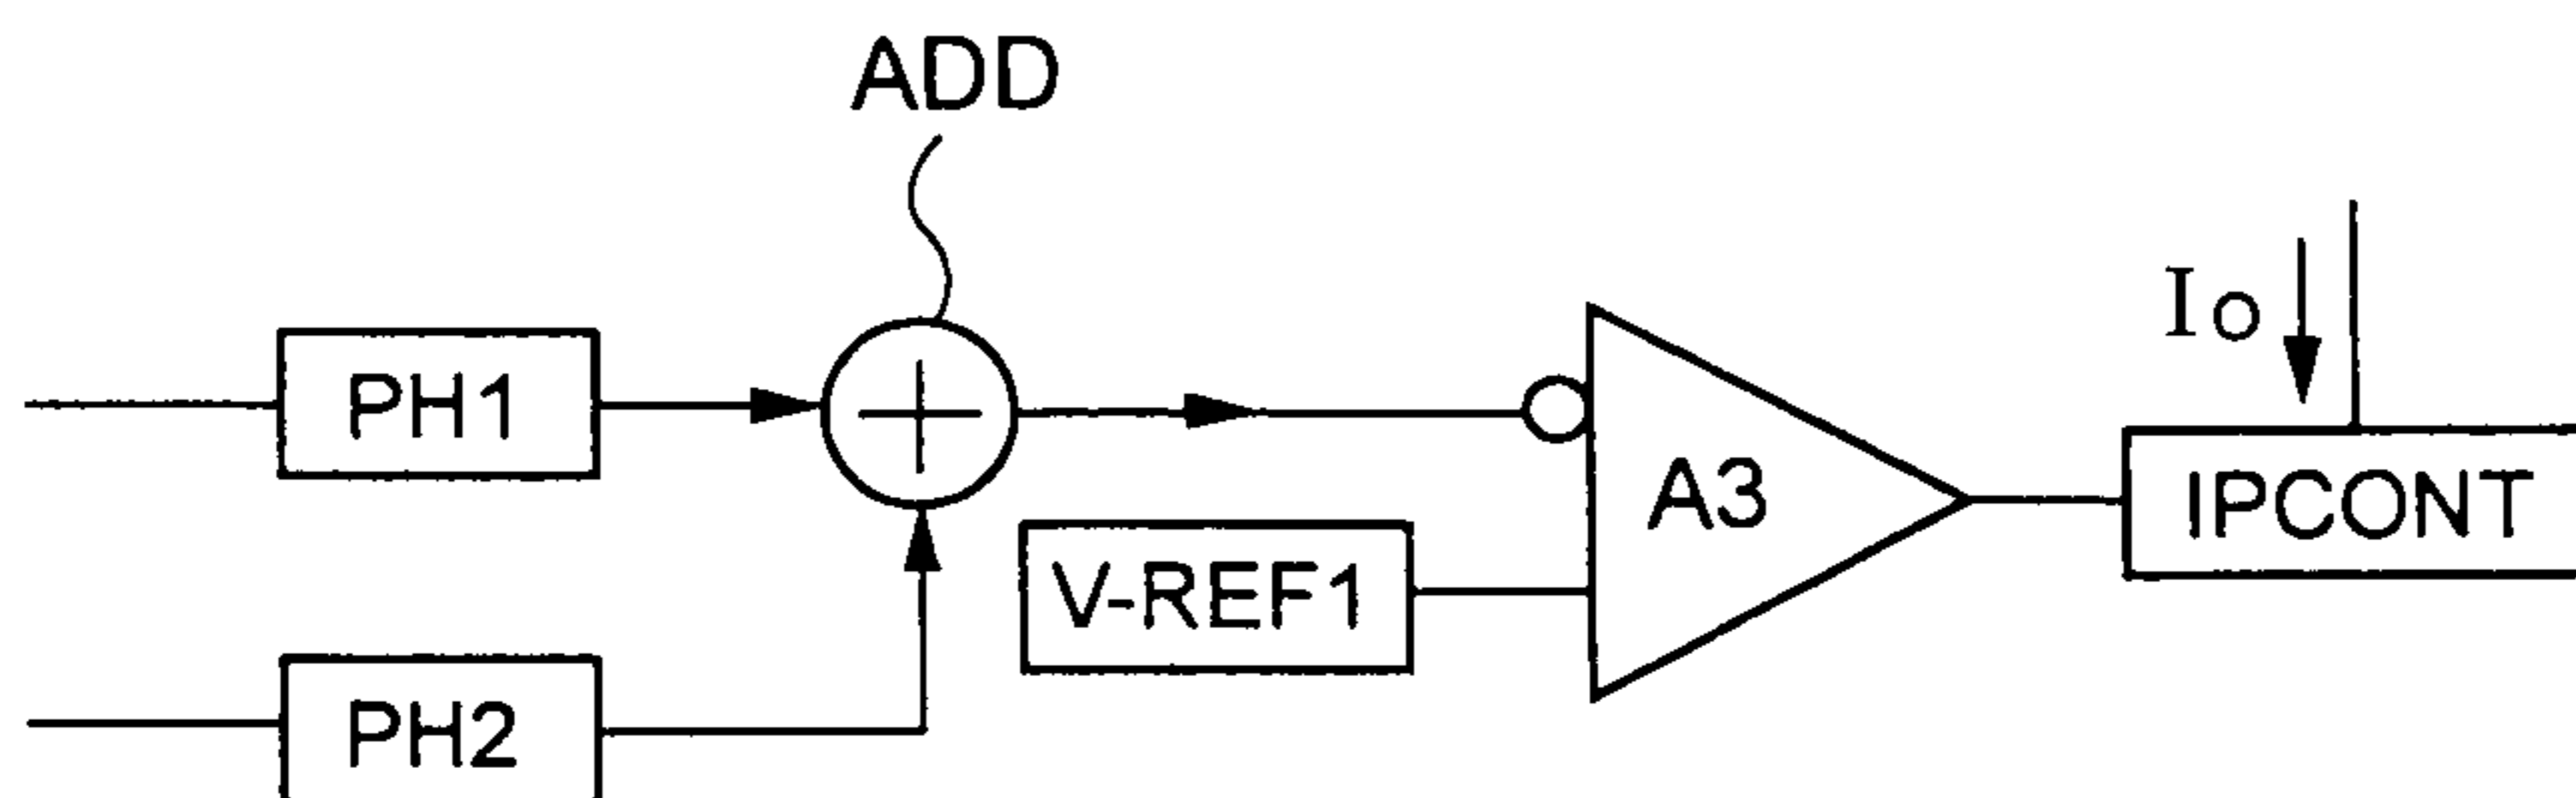 ADD
Io
PH1
A3
IPCONT
V-REF1
PH2